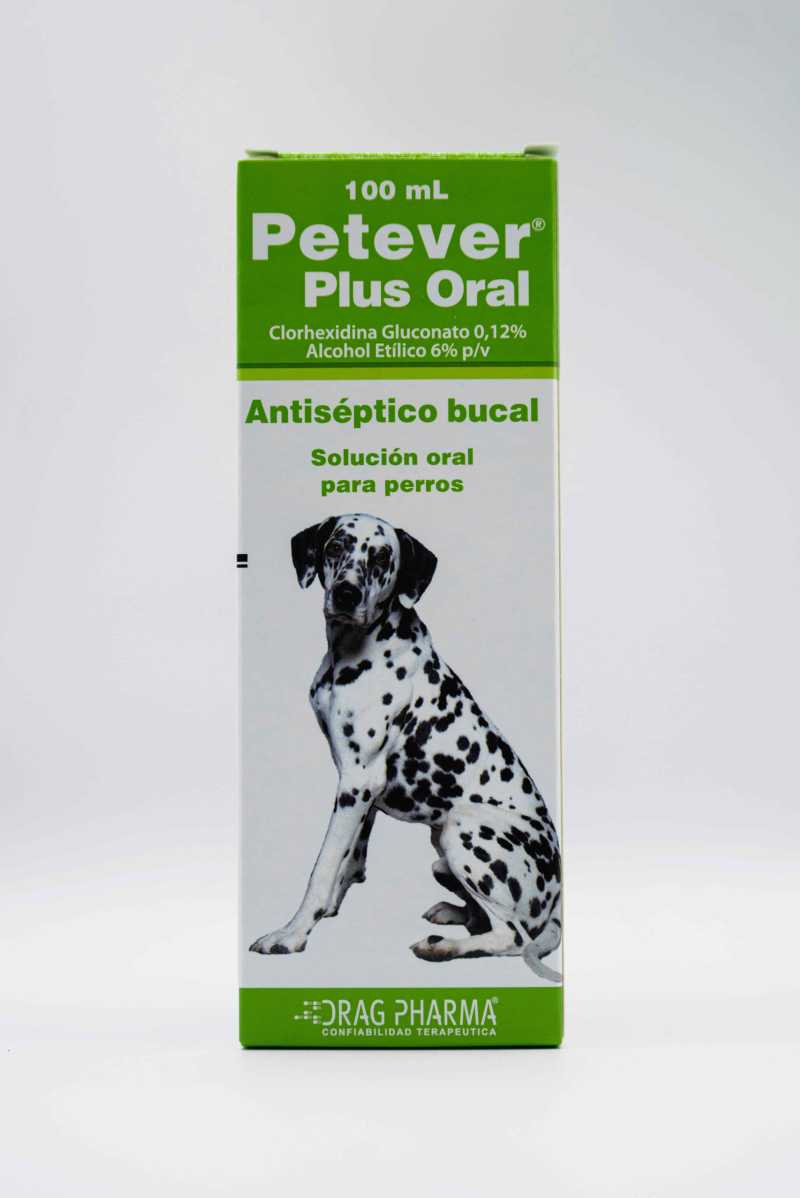 100 mL
Petever®
Plus Oral
Clorhexidina Gluconato 0,12%
Alcohol Etílico 6% p/v
Antiséptico bucal
Solución oral
para perros
DRAG PHARMA®
CONFIABILIDAD TERAPEUTICA